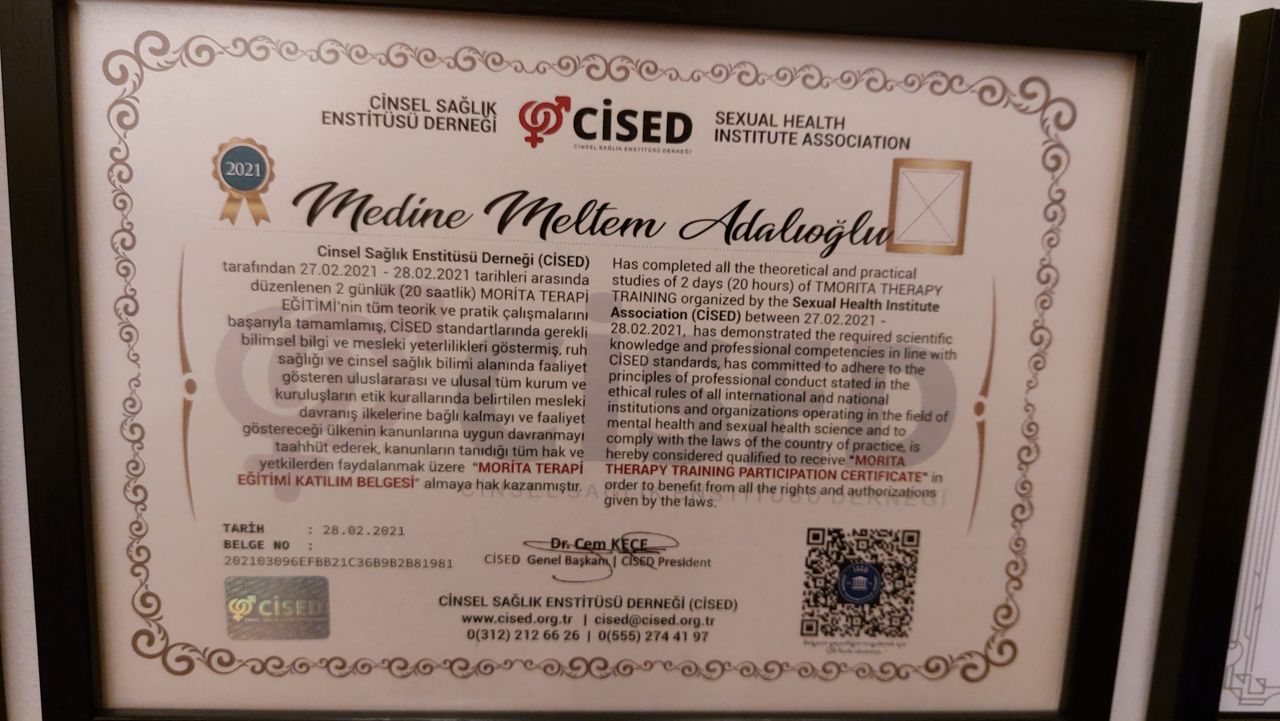 CİNSEL SAĞLIK
ENSTİTÜSÜ DERNEĞİ
CİSED
CİNSEL SAĞLIK ENSTİTÜSÜ DERNEĞİ
SEXUAL HEALTH
INSTITUTE ASSOCIATION
2021
Medine Meltem Adalıoğlu
Cinsel Sağlık Enstitüsü Derneği (CİSED)
tarafından 27.02.2021 - 28.02.2021 tarihleri arasında
düzenlenen 2 günlük (20 saatlik) MORİTA TERAPİ
EĞİTİMİ'nin tüm teorik ve pratik çalışmalarını
başarıyla tamamlamış, CİSED standartlarında gerekli
bilimsel bilgi ve mesleki yeterlilikleri göstermiş, ruh
sağlığı ve cinsel sağlık bilimi alanında faaliyet
gösteren uluslararası ve ulusal tüm kurum ve
kuruluşların etik kurallarında belirtilen mesleki
davranış ilkelerine bağlı kalmayı ve faaliyet
göstereceği ülkenin kanunlarına uygun davranmayı
taahhüt ederek, kanunların tanıdığı tüm hak ve
yetkilerden faydalanmak üzere "MORİTA TERAPİ
EĞİTİMİ KATILIM BELGESİ" almaya hak kazanmıştır.
Has completed all the theoretical and practical
studies of 2 days (20 hours) of TMORITA THERAPY
TRAINING organized by the Sexual Health Institute
Association (CİSED) between 27.02.2021 -
28.02.2021, has demonstrated the required scientific
knowledge and professional competencies in line with
CİSED standards, has committed to adhere to the
principles of professional conduct stated in the
ethical rules of all international and national
institutions and organizations operating in the field of
mental health and sexual health science and to
comply with the laws of the country of practice, is
hereby considered qualified to receive "MORITA
THERAPY TRAINING PARTICIPATION CERTIFICATE" in
order to benefit from all the rights and authorizations
given by the laws.
TARİH : 28.02.2021
BELGE NO :
202103096EFBB21C36B9B2B81981
Dr. Cem KEÇE
CİSED Genel Başkanı | CİSED President
CİSED
CİNSEL SAĞLIK ENSTİTÜSÜ DERNEĞİ (CİSED)
www.cised.org.tr | cised@cised.org.tr
0(312) 212 66 26 | 0(555) 274 41 97